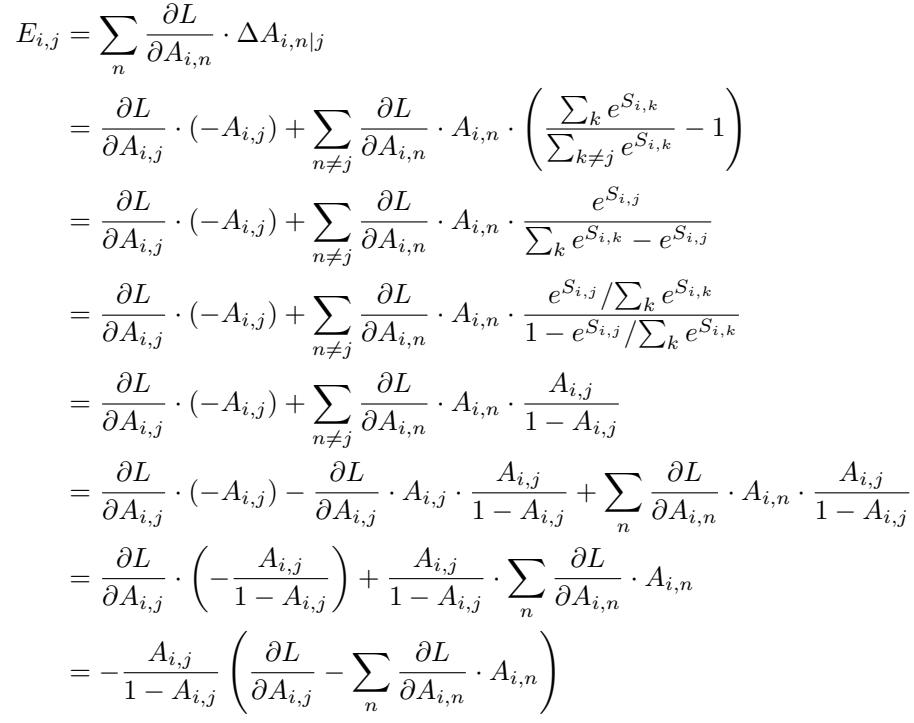 $E_{i,j} = \sum_{n} \frac{\partial L}{\partial A_{i,n}} \cdot \Delta A_{i,n|j}$
$= \frac{\partial L}{\partial A_{i,j}} \cdot (-A_{i,j}) + \sum_{n \neq j} \frac{\partial L}{\partial A_{i,n}} \cdot A_{i,n} \cdot \left( \frac{\sum_k e^{S_{i,k}}}{\sum_{k \neq j} e^{S_{i,k}}} - 1 \right)$
$= \frac{\partial L}{\partial A_{i,j}} \cdot (-A_{i,j}) + \sum_{n \neq j} \frac{\partial L}{\partial A_{i,n}} \cdot A_{i,n} \cdot \frac{e^{S_{i,j}}}{\sum_k e^{S_{i,k}} - e^{S_{i,j}}}$
$= \frac{\partial L}{\partial A_{i,j}} \cdot (-A_{i,j}) + \sum_{n \neq j} \frac{\partial L}{\partial A_{i,n}} \cdot A_{i,n} \cdot \frac{e^{S_{i,j}} / \sum_k e^{S_{i,k}}}{1 - e^{S_{i,j}} / \sum_k e^{S_{i,k}}}$
$= \frac{\partial L}{\partial A_{i,j}} \cdot (-A_{i,j}) + \sum_{n \neq j} \frac{\partial L}{\partial A_{i,n}} \cdot A_{i,n} \cdot \frac{A_{i,j}}{1 - A_{i,j}}$
$= \frac{\partial L}{\partial A_{i,j}} \cdot (-A_{i,j}) - \frac{\partial L}{\partial A_{i,j}} \cdot A_{i,j} \cdot \frac{A_{i,j}}{1 - A_{i,j}} + \sum_{n} \frac{\partial L}{\partial A_{i,n}} \cdot A_{i,n} \cdot \frac{A_{i,j}}{1 - A_{i,j}}$
$= \frac{\partial L}{\partial A_{i,j}} \cdot \left( -\frac{A_{i,j}}{1 - A_{i,j}} \right) + \frac{A_{i,j}}{1 - A_{i,j}} \cdot \sum_{n} \frac{\partial L}{\partial A_{i,n}} \cdot A_{i,n}$
$= -\frac{A_{i,j}}{1 - A_{i,j}} \left( \frac{\partial L}{\partial A_{i,j}} - \sum_{n} \frac{\partial L}{\partial A_{i,n}} \cdot A_{i,n} \right)$